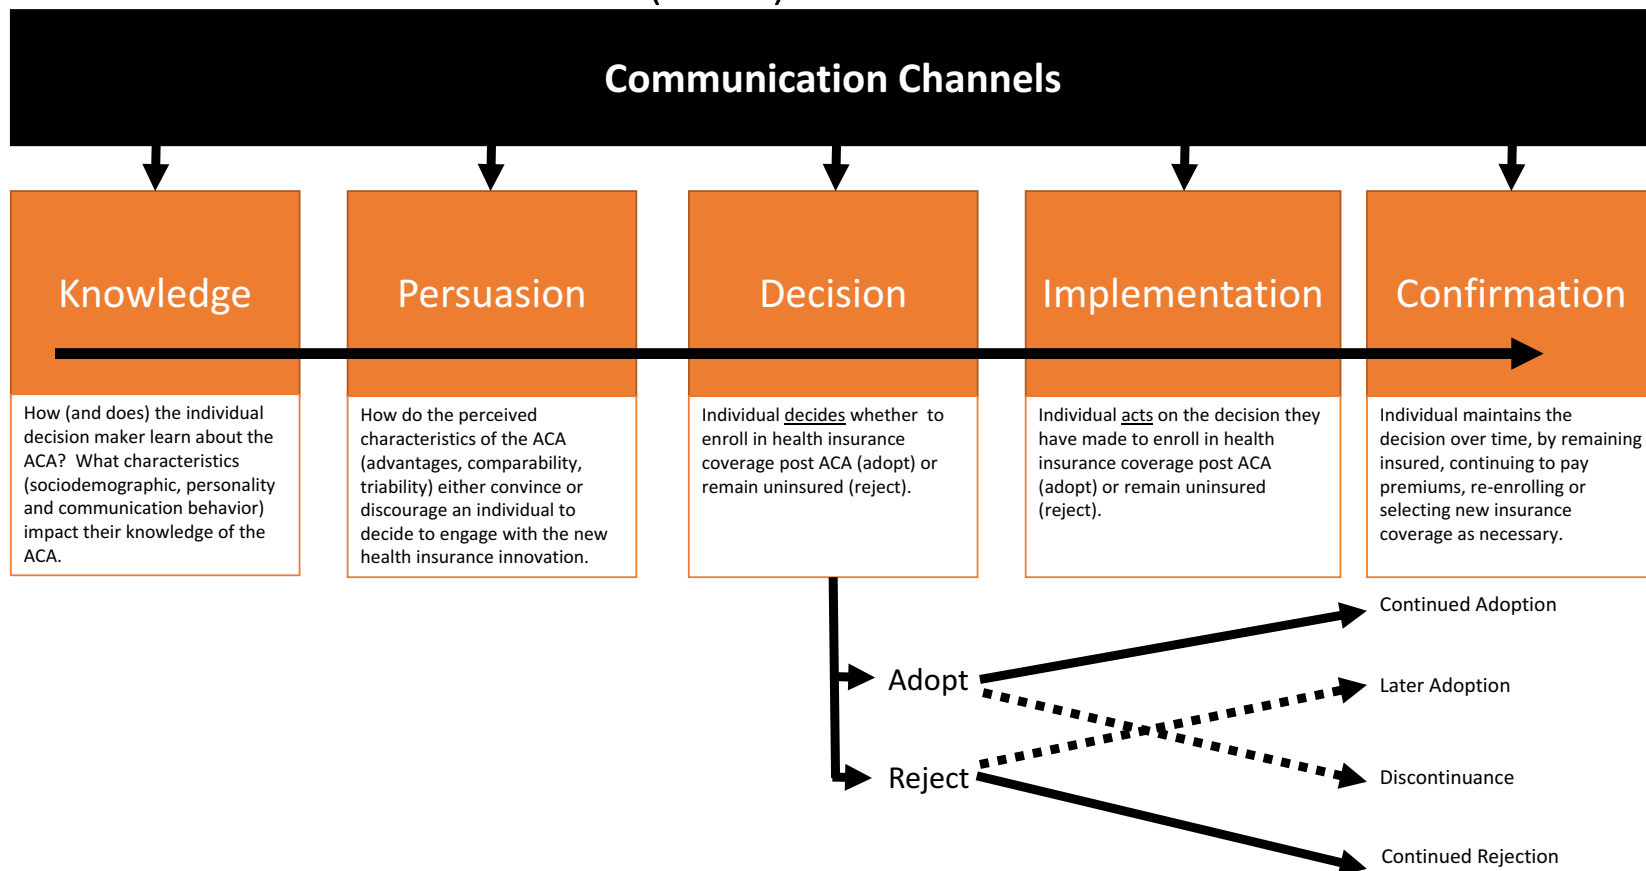 Communication Channels
Knowledge
Persuasion
Decision
Implementation
Confirmation
How (and does) the individual
decision maker learn about the
ACA?  What characteristics
(sociodemographic, personality
and communication behavior)
impact their knowledge of the
ACA.
How do the perceived
characteristics of the ACA
(advantages, comparability,
triability) either convince or
discourage an individual to
decide to engage with the new
health insurance innovation.
Individual decides whether  to
enroll in health insurance
coverage post ACA (adopt) or
remain uninsured (reject).
Individual acts on the decision they
have made to enroll in health
insurance coverage post ACA
(adopt) or remain uninsured
(reject).
Individual maintains the
decision over time, by remaining
insured, continuing to pay
premiums, re-enrolling or
selecting new insurance
coverage as necessary.
Continued Adoption
Adopt
Later Adoption
Reject
Discontinuance
Continued Rejection